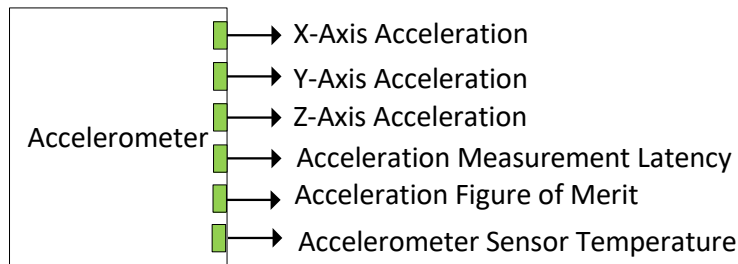 X-Axis Acceleration
Y-Axis Acceleration
Z-Axis Acceleration
Accelerometer
Acceleration Measurement Latency
Acceleration Figure of Merit
Accelerometer Sensor Temperature